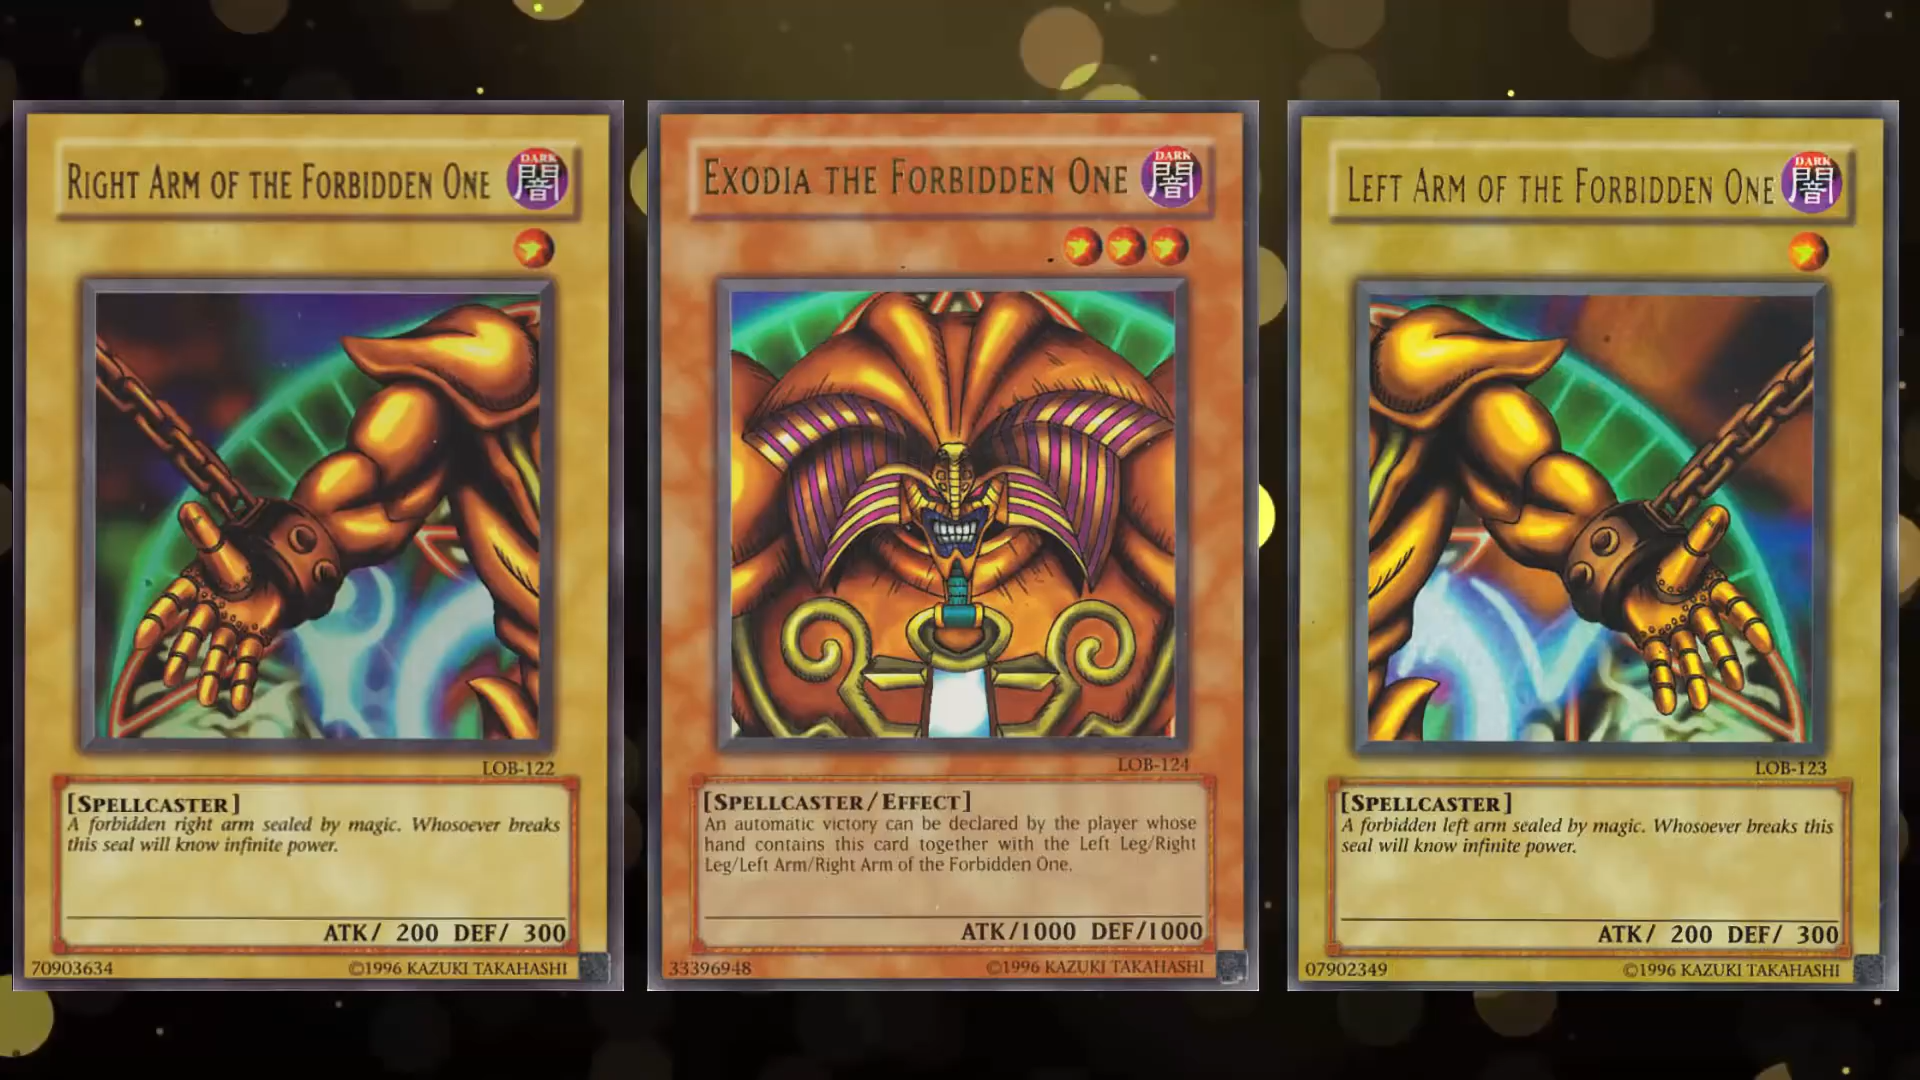 RIGHT ARM OF THE FORBIDDEN ONE
DARK
闇
LOB-122
[SPELLCASTER]
A forbidden right arm sealed by magic. Whosoever breaks
this seal will know infinite power.
ATK/ 200 DEF/ 300
70903634
©1996 KAZUKI TAKAHASHI
EXODIA THE FORBIDDEN ONE
DARK
闇
LOB-124
[SPELLCASTER/EFFECT]
An automatic victory can be declared by the player whose
hand contains this card together with the Left Leg/Right
Leg/Left Arm/Right Arm of the Forbidden One.
ATK/1000 DEF/1000
33396948
©1996 KAZUKI TAKAHASHI
LEFT ARM OF THE FORBIDDEN ONE
DARK
闇
LOB-123
[SPELLCASTER]
A forbidden left arm sealed by magic. Whosoever breaks this
seal will know infinite power.
ATK/ 200 DEF/ 300
07902349
©1996 KAZUKI TAKAHASHI